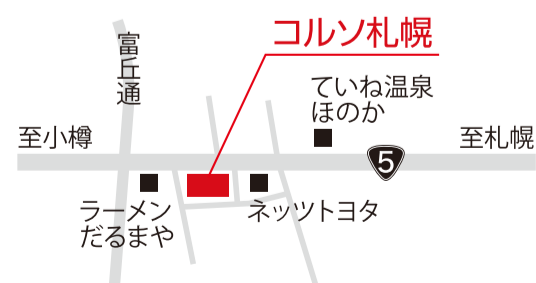 コルソ札幌
富丘通
ていね温泉
ほのか
至小樽
至札幌
5
ラーメン
だるまや
ネッツトヨタ